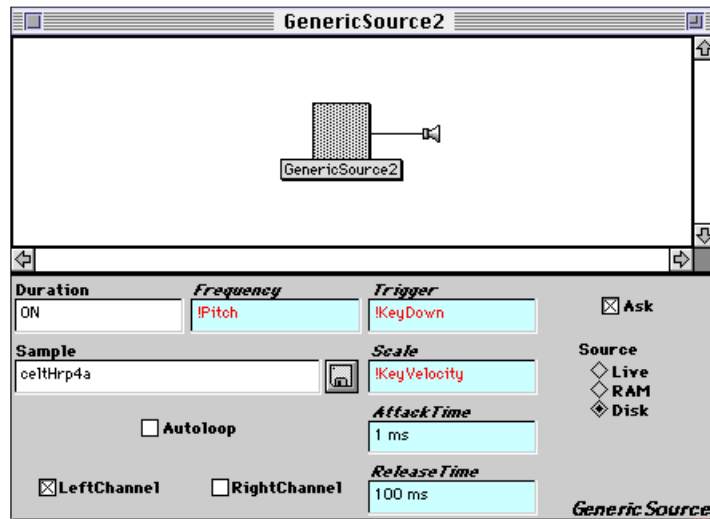 GenericSource2
GenericSource2
Duration
ON
Frequency
!Pitch
Trigger
!KeyDown
Ask
Sample
celtHrp4a
Scale
!KeyVelocity
Source
Live
RAM
Disk
Autoloop
AttackTime
1 ms
LeftChannel
RightChannel
ReleaseTime
100 ms
GenericSource